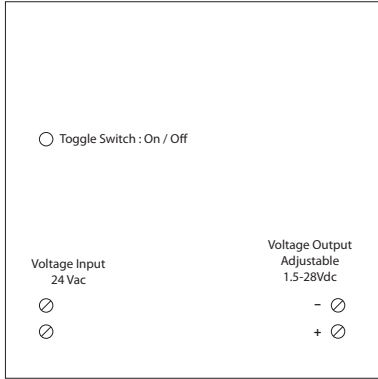 Toggle Switch : On / Off
Voltage Input
24 Vac
Voltage Output
Adjustable
1.5-28Vdc
–
+